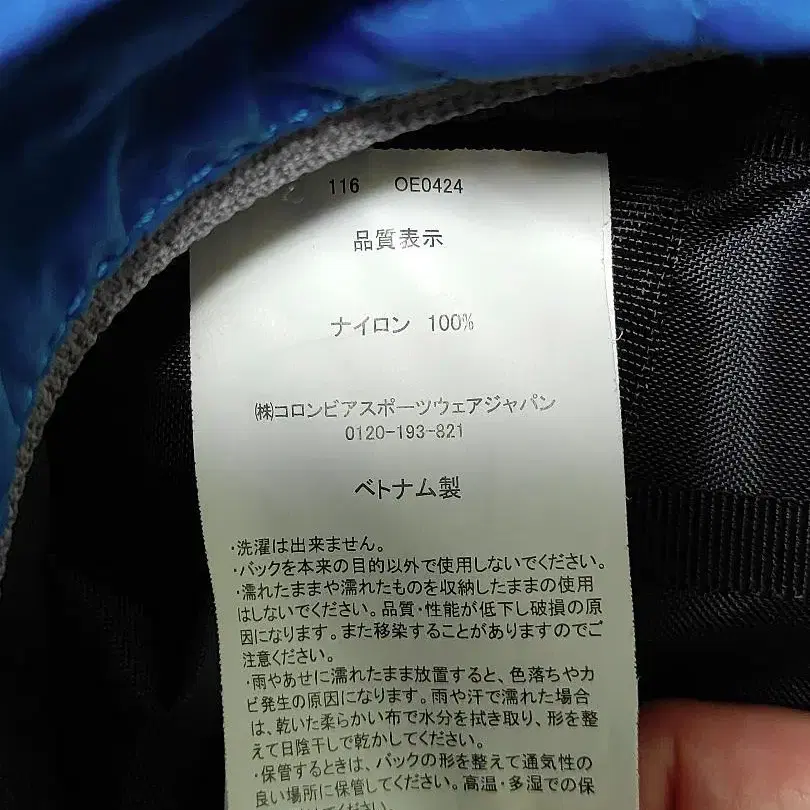 116 OE0424
品質表示
ナイロン 100%
㈱コロンビアスポーツウェアジャパン
0120-193-821
ベトナム製
・洗濯は出来ません。
・バックを本来の目的以外で使用しないでください。
・濡れたままや濡れたものを収納したままの使用
はしないでください。品質・性能が低下し破損の原
因になります。また移染することがありますのでご
注意ください。
・雨やあせに濡れたまま放置すると、色落ちやカ
ビ発生の原因になります。雨や汗で濡れた場合
は、乾いた柔らかい布で水分を拭き取り、形を整
えて日陰干しで乾かしてください。
・保管するときは、バックの形を整えて通気性の
良い場所に保管してください。高温・多湿での保